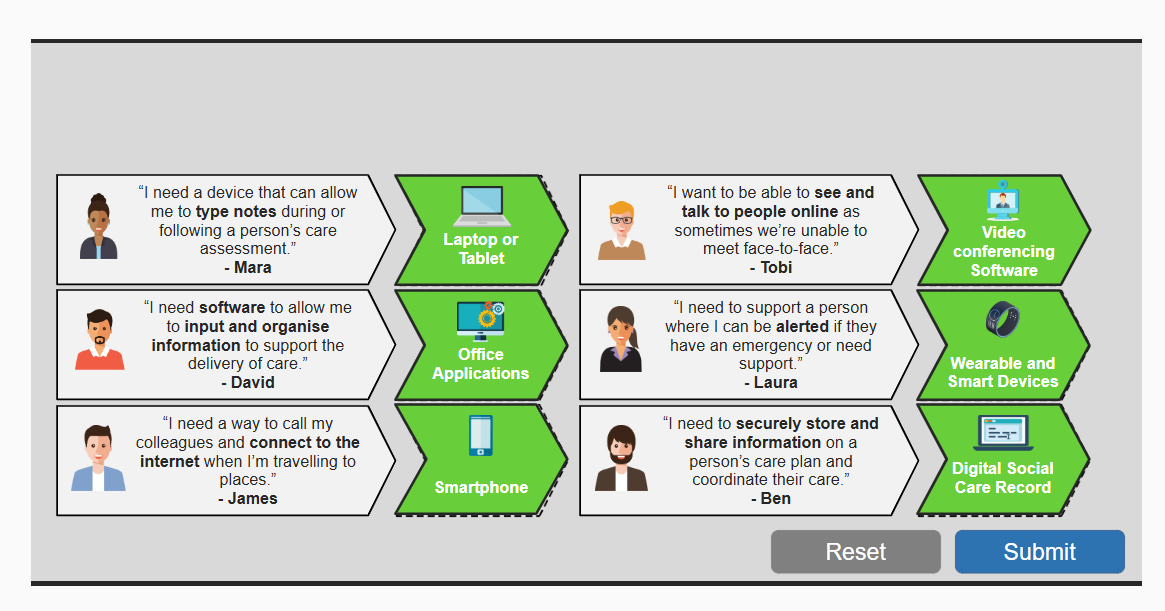 “I need a device that can allow
me to type notes during or
following a person’s care
assessment.”
- Mara
Laptop or
Tablet
“I want to be able to see and
talk to people online as
sometimes we’re unable to
meet face-to-face.”
- Tobi
Video
conferencing
Software
“I need software to allow me
to input and organise
information to support the
delivery of care.”
- David
Office
Applications
“I need to support a person
where I can be alerted if they
have an emergency or need
support.”
- Laura
Wearable and
Smart Devices
“I need a way to call my
colleagues and connect to the
internet when I’m travelling to
places.”
- James
Smartphone
“I need to securely store and
share information on a
person’s care plan and
coordinate their care.”
- Ben
Digital Social
Care Record
Reset
Submit